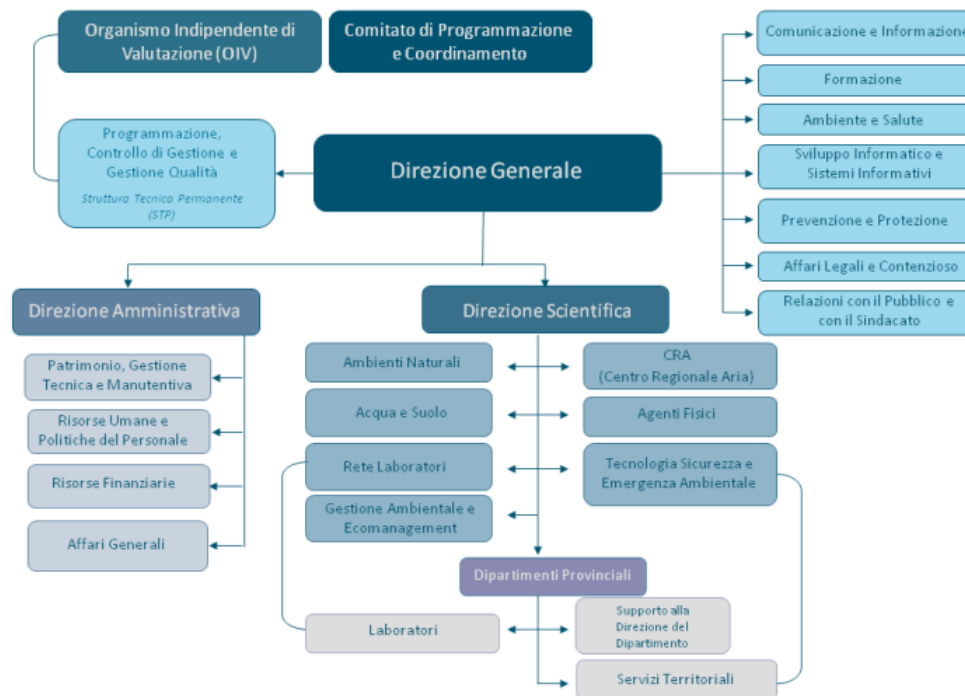 Organismo Indipendente di
Valutazione (OIV)
Comitato di Programmazione
e Coordinamento
Comunicazione e Informazione
Formazione
Ambiente e Salute
Sviluppo Informatico e
Sistemi Informativi
Prevenzione e Protezione
Affari Legali e Contenzioso
Relazioni con il Pubblico e
con il Sindacato
Programmazione,
Controllo di Gestione e
Gestione Qualità
Struttura Tecnica Permanente
(STP)
Direzione Generale
Direzione Amministrativa
Patrimonio, Gestione
Tecnica e Manutentiva
Risorse Umane e
Politiche del Personale
Risorse Finanziarie
Affari Generali
Direzione Scientifica
Ambienti Naturali
CRA
(Centro Regionale Aria)
Acqua e Suolo
Agenti Fisici
Rete Laboratori
Tecnologia Sicurezza e
Emergenza Ambientale
Gestione Ambientale e
Ecomanagement
Dipartimenti Provinciali
Laboratori
Supporto alla
Direzione del
Dipartimento
Servizi Territoriali